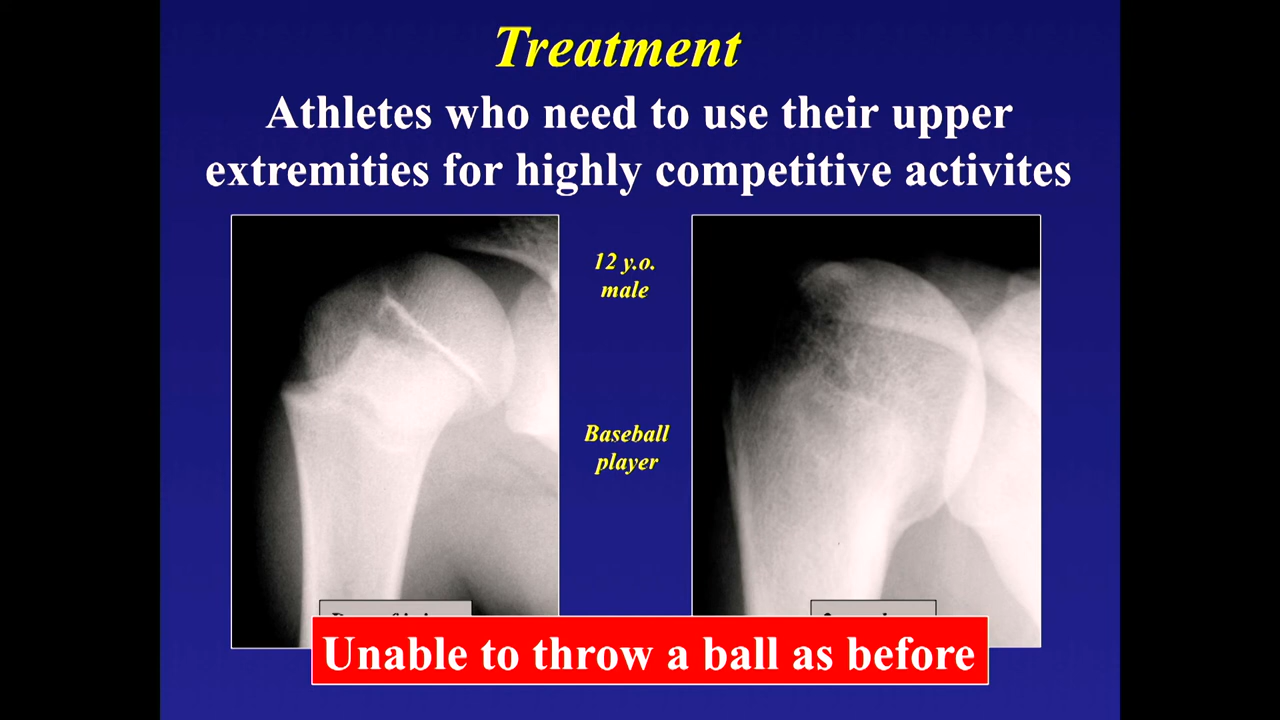 Treatment
Athletes who need to use their upper
extremities for highly competitive activites
12 y.o.
male
Baseball
player
Unable to throw a ball as before